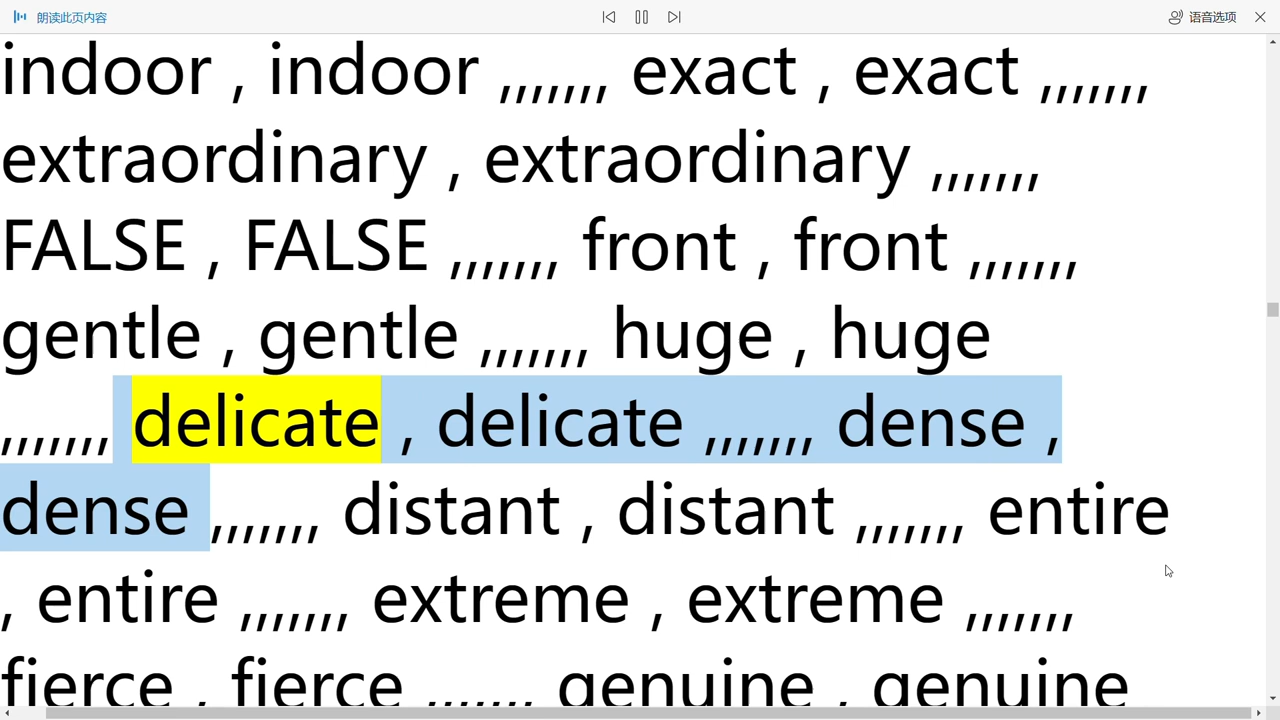 朗读此页内容 语音选项
indoor , indoor ,,,,,,, exact , exact ,,,,,,,
extraordinary , extraordinary ,,,,,,,
FALSE , FALSE ,,,,,,, front , front ,,,,,,,
gentle , gentle ,,,,,,, huge , huge
,,,,,,, delicate , delicate ,,,,,,, dense ,
dense ,,,,,,, distant , distant ,,,,,,, entire
, entire ,,,,,,, extreme , extreme ,,,,,,,
fierce , fierce ,,,,,,, genuine , genuine